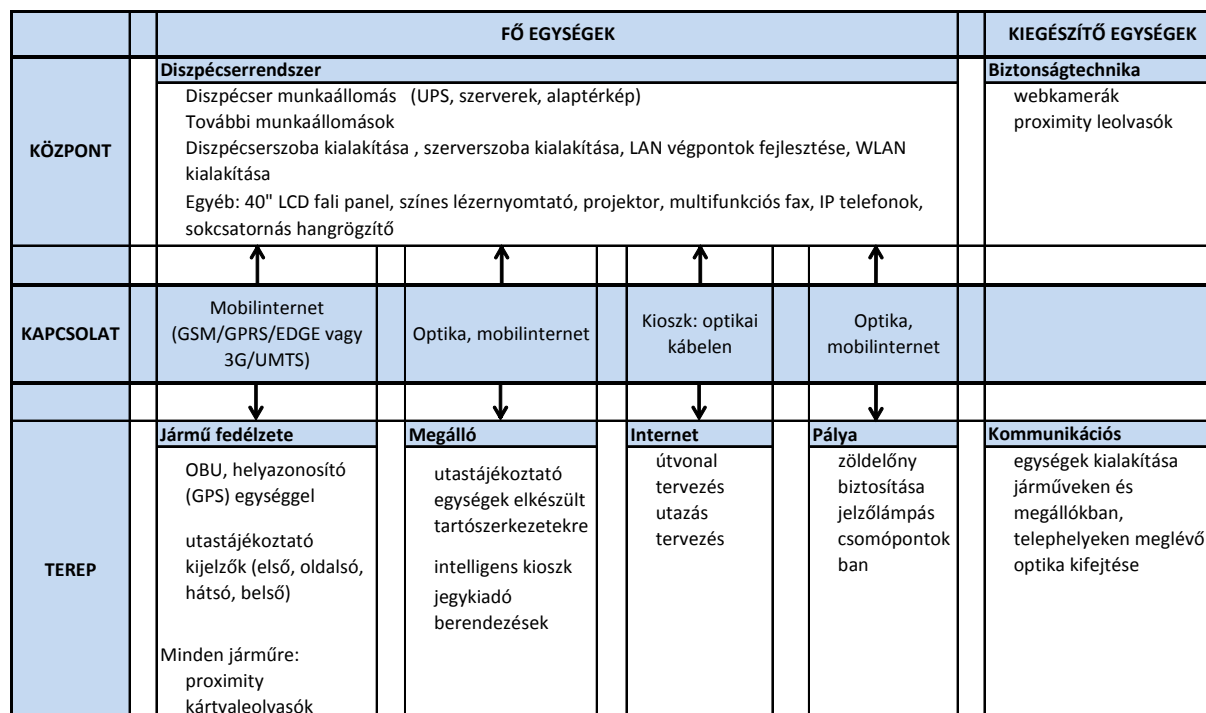 FŐ EGYSÉGEK
KIEGÉSZÍTŐ EGYSÉGEK
KÖZPONT
Diszpécserrendszer
Diszpécser munkaállomás (UPS, szerverek, alaptérkép)
További munkaállomások
Diszpécserszoba kialakítása , szerverszoba kialakítása, LAN végpontok fejlesztése, WLAN
kialakítása
Egyéb: 40" LCD fali panel, színes lézernyomtató, projektor, multifunkciós fax, IP telefonok,
sokcsatornás hangrögzítő
Biztonságtechnika
webkamerák
proximity leolvasók
KAPCSOLAT
Mobilinternet
(GSM/GPRS/EDGE vagy
3G/UMTS)
Optika, mobilinternet
Kioszk: optikai
kábelen
Optika,
mobilinternet
TEREP
Jármű fedélzete
OBU, helyazonosító
(GPS) egységgel
utastájékoztató
kijelzők (első, oldalsó,
hátsó, belső)
Minden járműre:
proximity
kártyaleolvasók
Megálló
utastájékoztató
egységek elkészült
tartószerkezetekre
intelligens kioszk
jegykiadó
berendezések
Internet
útvonal
tervezés
utazás
tervezés
Pálya
zöldelőny
biztosítása
jelzőlámpás
csomópontok
ban
Kommunikációs
egységek kialakítása
járműveken és
megállókban,
telephelyeken meglévő
optika kifejtése